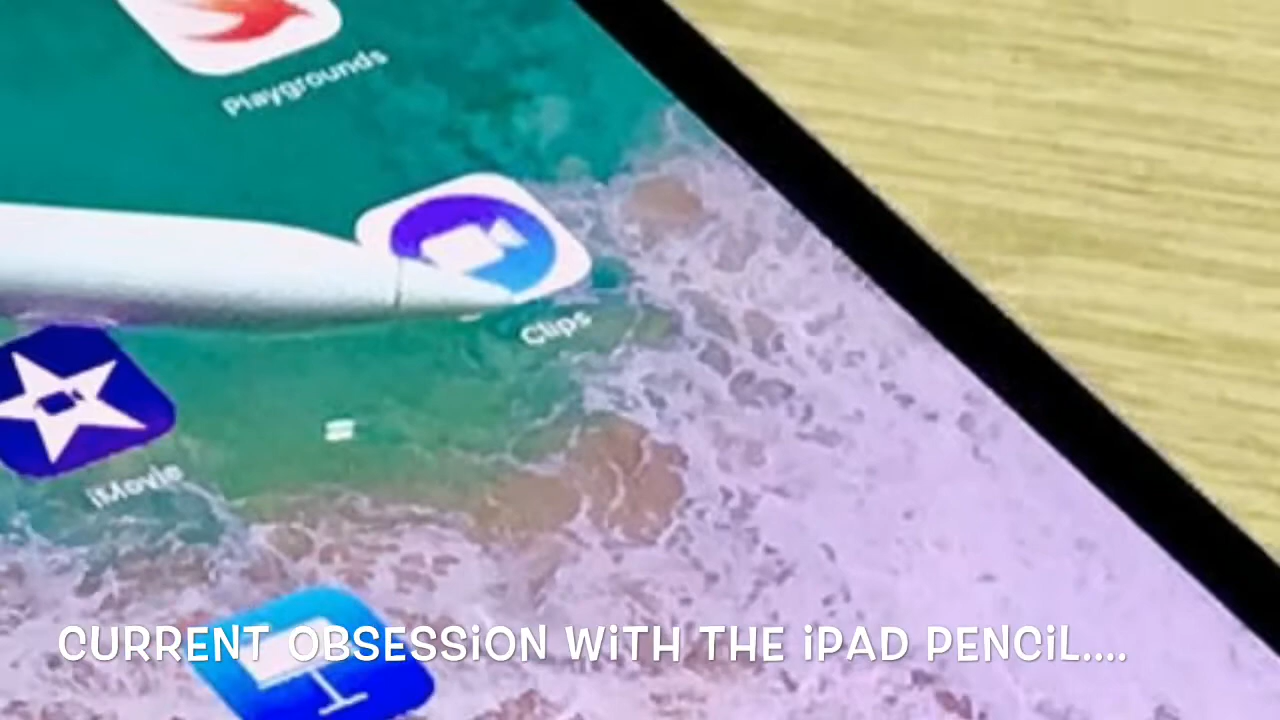 Playgrounds
Clips
iMovie
CURRENT OBSESSiON WiTH THE iPAD PENCiL....